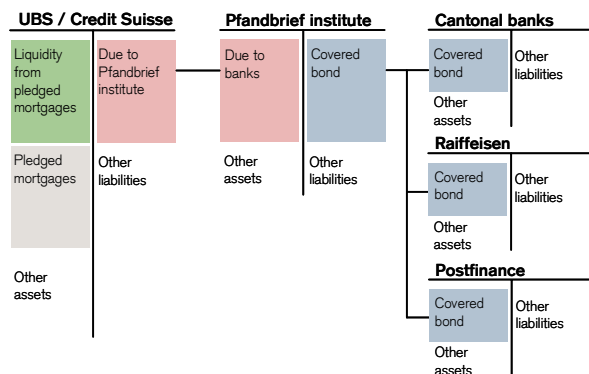 UBS / Credit Suisse
Liquidity
from
pledged
mortgages
Due to
Pfandbrief
institute
Pledged
mortgages
Other
liabilities
Other
assets
Pfandbrief institute
Due to
banks
Covered
bond
Other
assets
Other
liabilities
Cantonal banks
Covered
bond
Other
liabilities
Other
assets
Raiffeisen
Covered
bond
Other
liabilities
Other
assets
Postfinance
Covered
bond
Other
liabilities
Other
assets